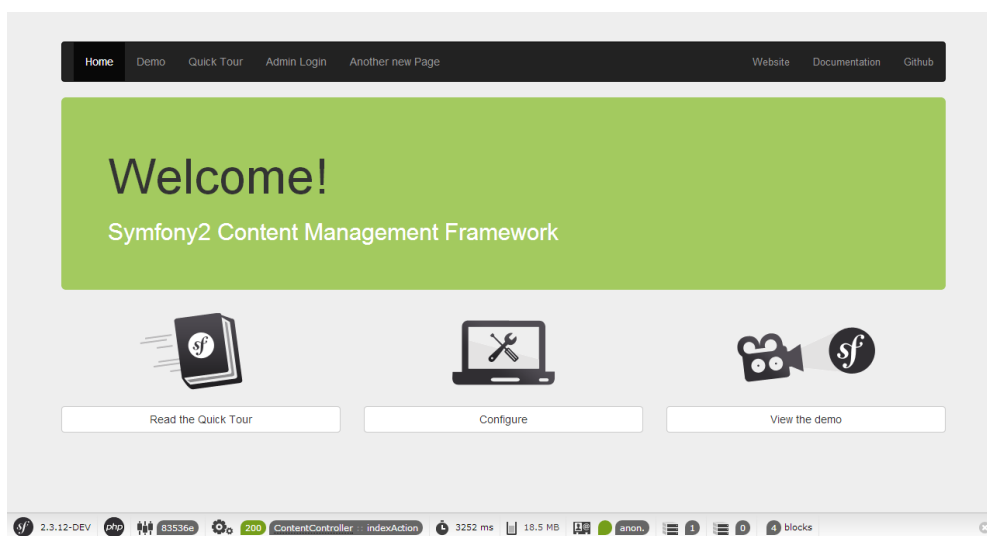 Home Demo Quick Tour Admin Login Another new Page Website Documentation Github
Welcome!
Symfony2 Content Management Framework
sf
sf
Read the Quick Tour Configure View the demo
sf 2.3.12-DEV php 83536e 200 ContentController :: indexAction 3252 ms 18.5 MB anon. 1 0 4 blocks